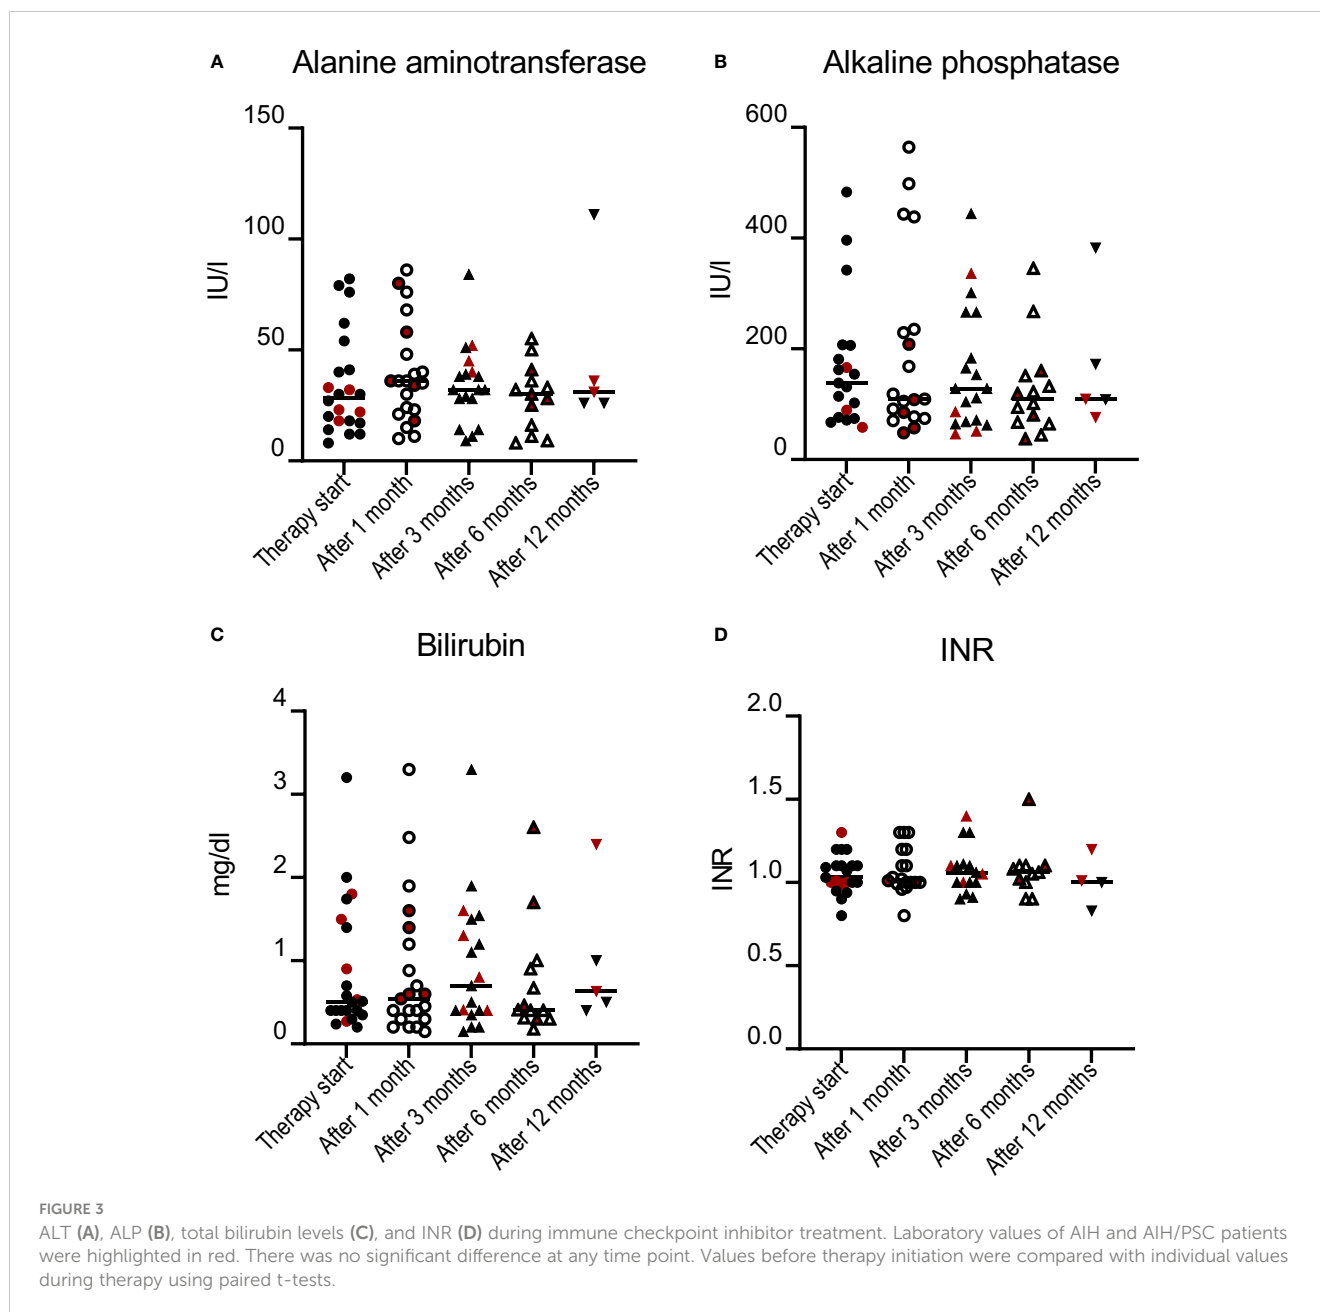 A Alanine aminotransferase
150
100
50
0
IU/l
Therapy start
After 1 month
After 3 months
After 6 months
After 12 months
B Alkaline phosphatase
600
400
200
0
IU/l
Therapy start
After 1 month
After 3 months
After 6 months
After 12 months
C Bilirubin
4
3
2
1
0
mg/dl
Therapy start
After 1 month
After 3 months
After 6 months
After 12 months
D INR
2.0
1.5
1.0
0.5
0.0
INR
Therapy start
After 1 month
After 3 months
After 6 months
After 12 months
FIGURE 3
ALT (A), ALP (B), total bilirubin levels (C), and INR (D) during immune checkpoint inhibitor treatment. Laboratory values of AIH and AIH/PSC patients
were highlighted in red. There was no significant difference at any time point. Values before therapy initiation were compared with individual values
during therapy using paired t-tests.